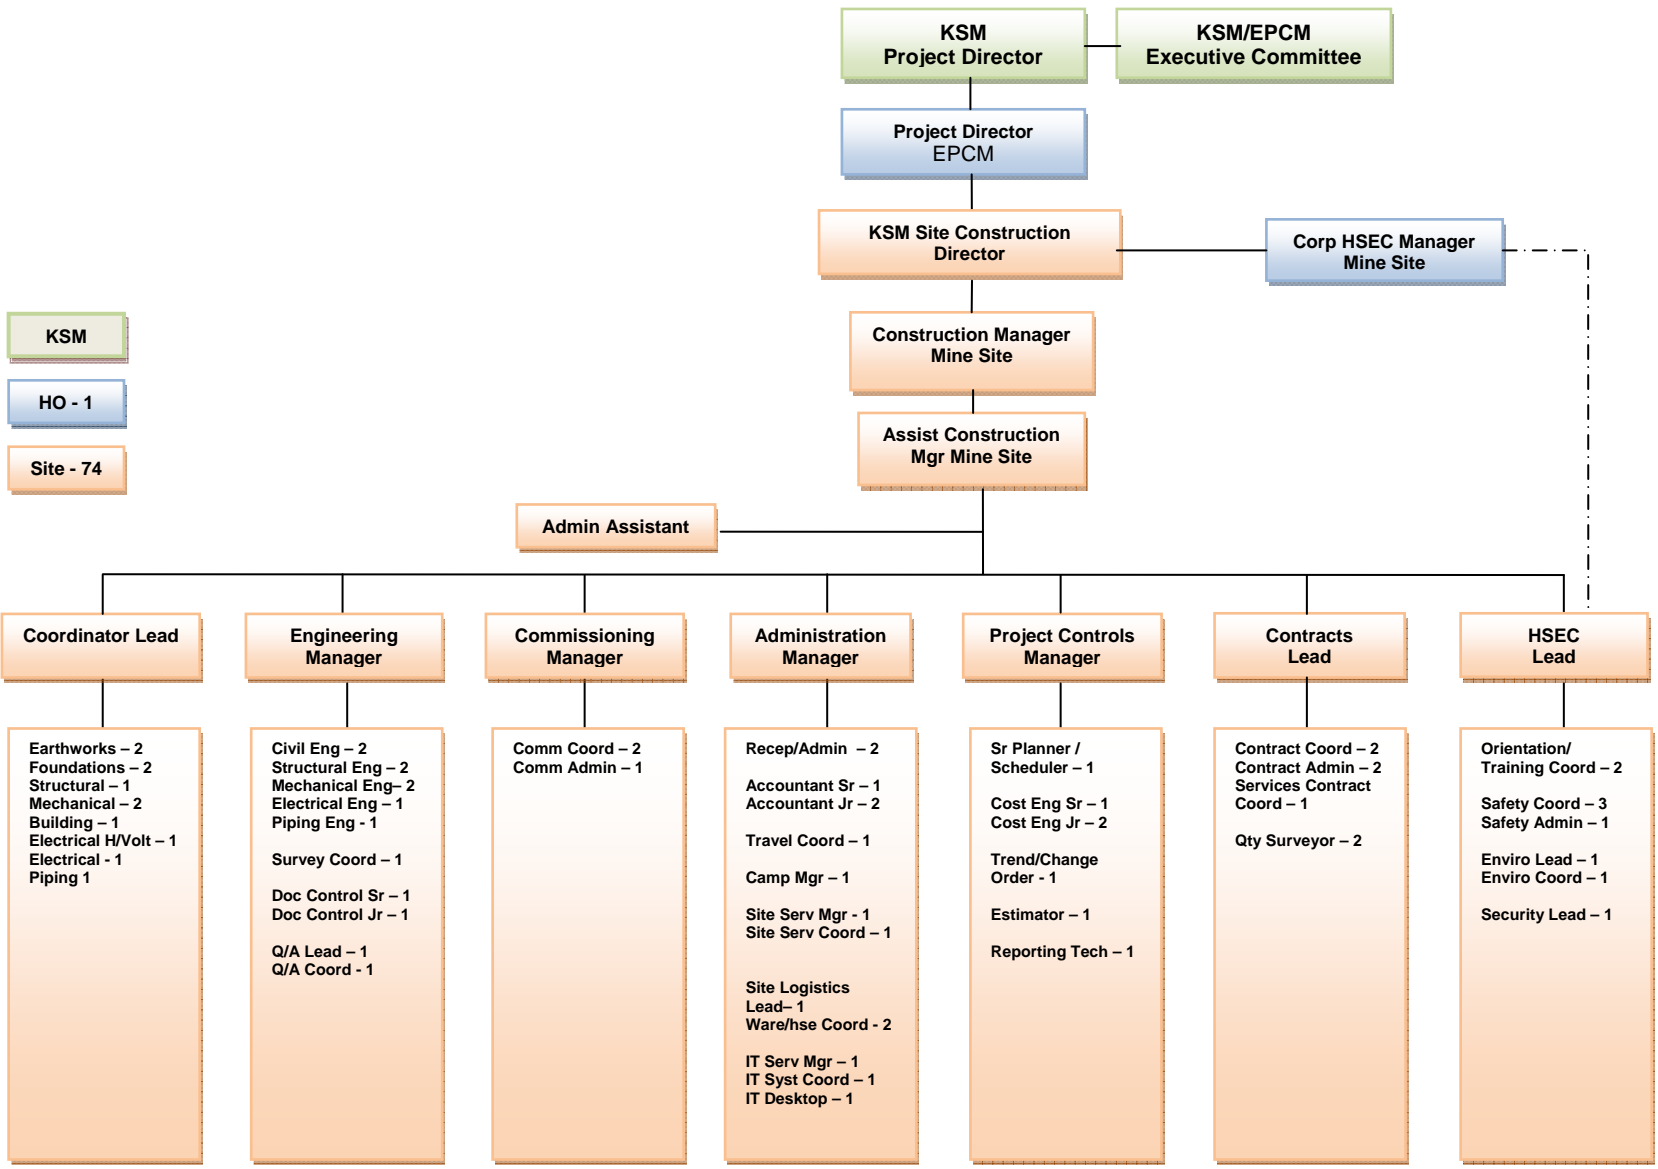 KSM
Project Director
KSM/EPCM
Executive Committee
Project Director
EPCM
KSM Site Construction
Director
Corp HSEC Manager
Mine Site
KSM
HO - 1
Site - 74
Construction Manager
Mine Site
Assist Construction
Mgr Mine Site
Admin Assistant
Coordinator Lead
Engineering
Manager
Commissioning
Manager
Administration
Manager
Project Controls
Manager
Contracts
Lead
HSEC
Lead
Earthworks – 2
Foundations – 2
Structural – 1
Mechanical – 2
Building – 1
Electrical H/Volt – 1
Electrical - 1
Piping 1
Civil Eng – 2
Structural Eng – 2
Mechanical Eng– 2
Electrical Eng – 1
Piping Eng - 1
Survey Coord – 1
Doc Control Sr – 1
Doc Control Jr – 1
Q/A Lead – 1
Q/A Coord - 1
Comm Coord – 2
Comm Admin – 1
Recep/Admin – 2
Accountant Sr – 1
Accountant Jr – 2
Travel Coord – 1
Camp Mgr – 1
Site Serv Mgr - 1
Site Serv Coord – 1
Site Logistics
Lead– 1
Ware/hse Coord - 2
IT Serv Mgr – 1
IT Syst Coord – 1
IT Desktop – 1
Sr Planner /
Scheduler – 1
Cost Eng Sr – 1
Cost Eng Jr – 2
Trend/Change
Order - 1
Estimator – 1
Reporting Tech – 1
Contract Coord – 2
Contract Admin – 2
Services Contract
Coord – 1
Qty Surveyor – 2
Orientation/
Training Coord – 2
Safety Coord – 3
Safety Admin – 1
Enviro Lead – 1
Enviro Coord – 1
Security Lead – 1